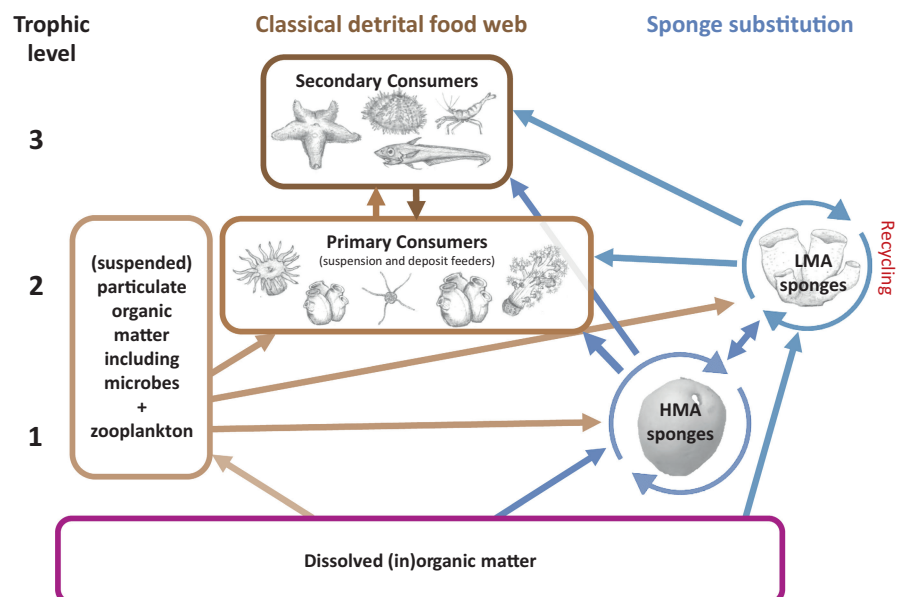 Trophic
level
Classical detrital food web
Sponge substitution
3
Secondary Consumers
2
(suspended)
particulate
organic
matter
including
microbes
+
zooplankton
Primary Consumers
(suspension and deposit feeders)
LMA
sponges
Recycling
1
HMA
sponges
Dissolved (in)organic matter